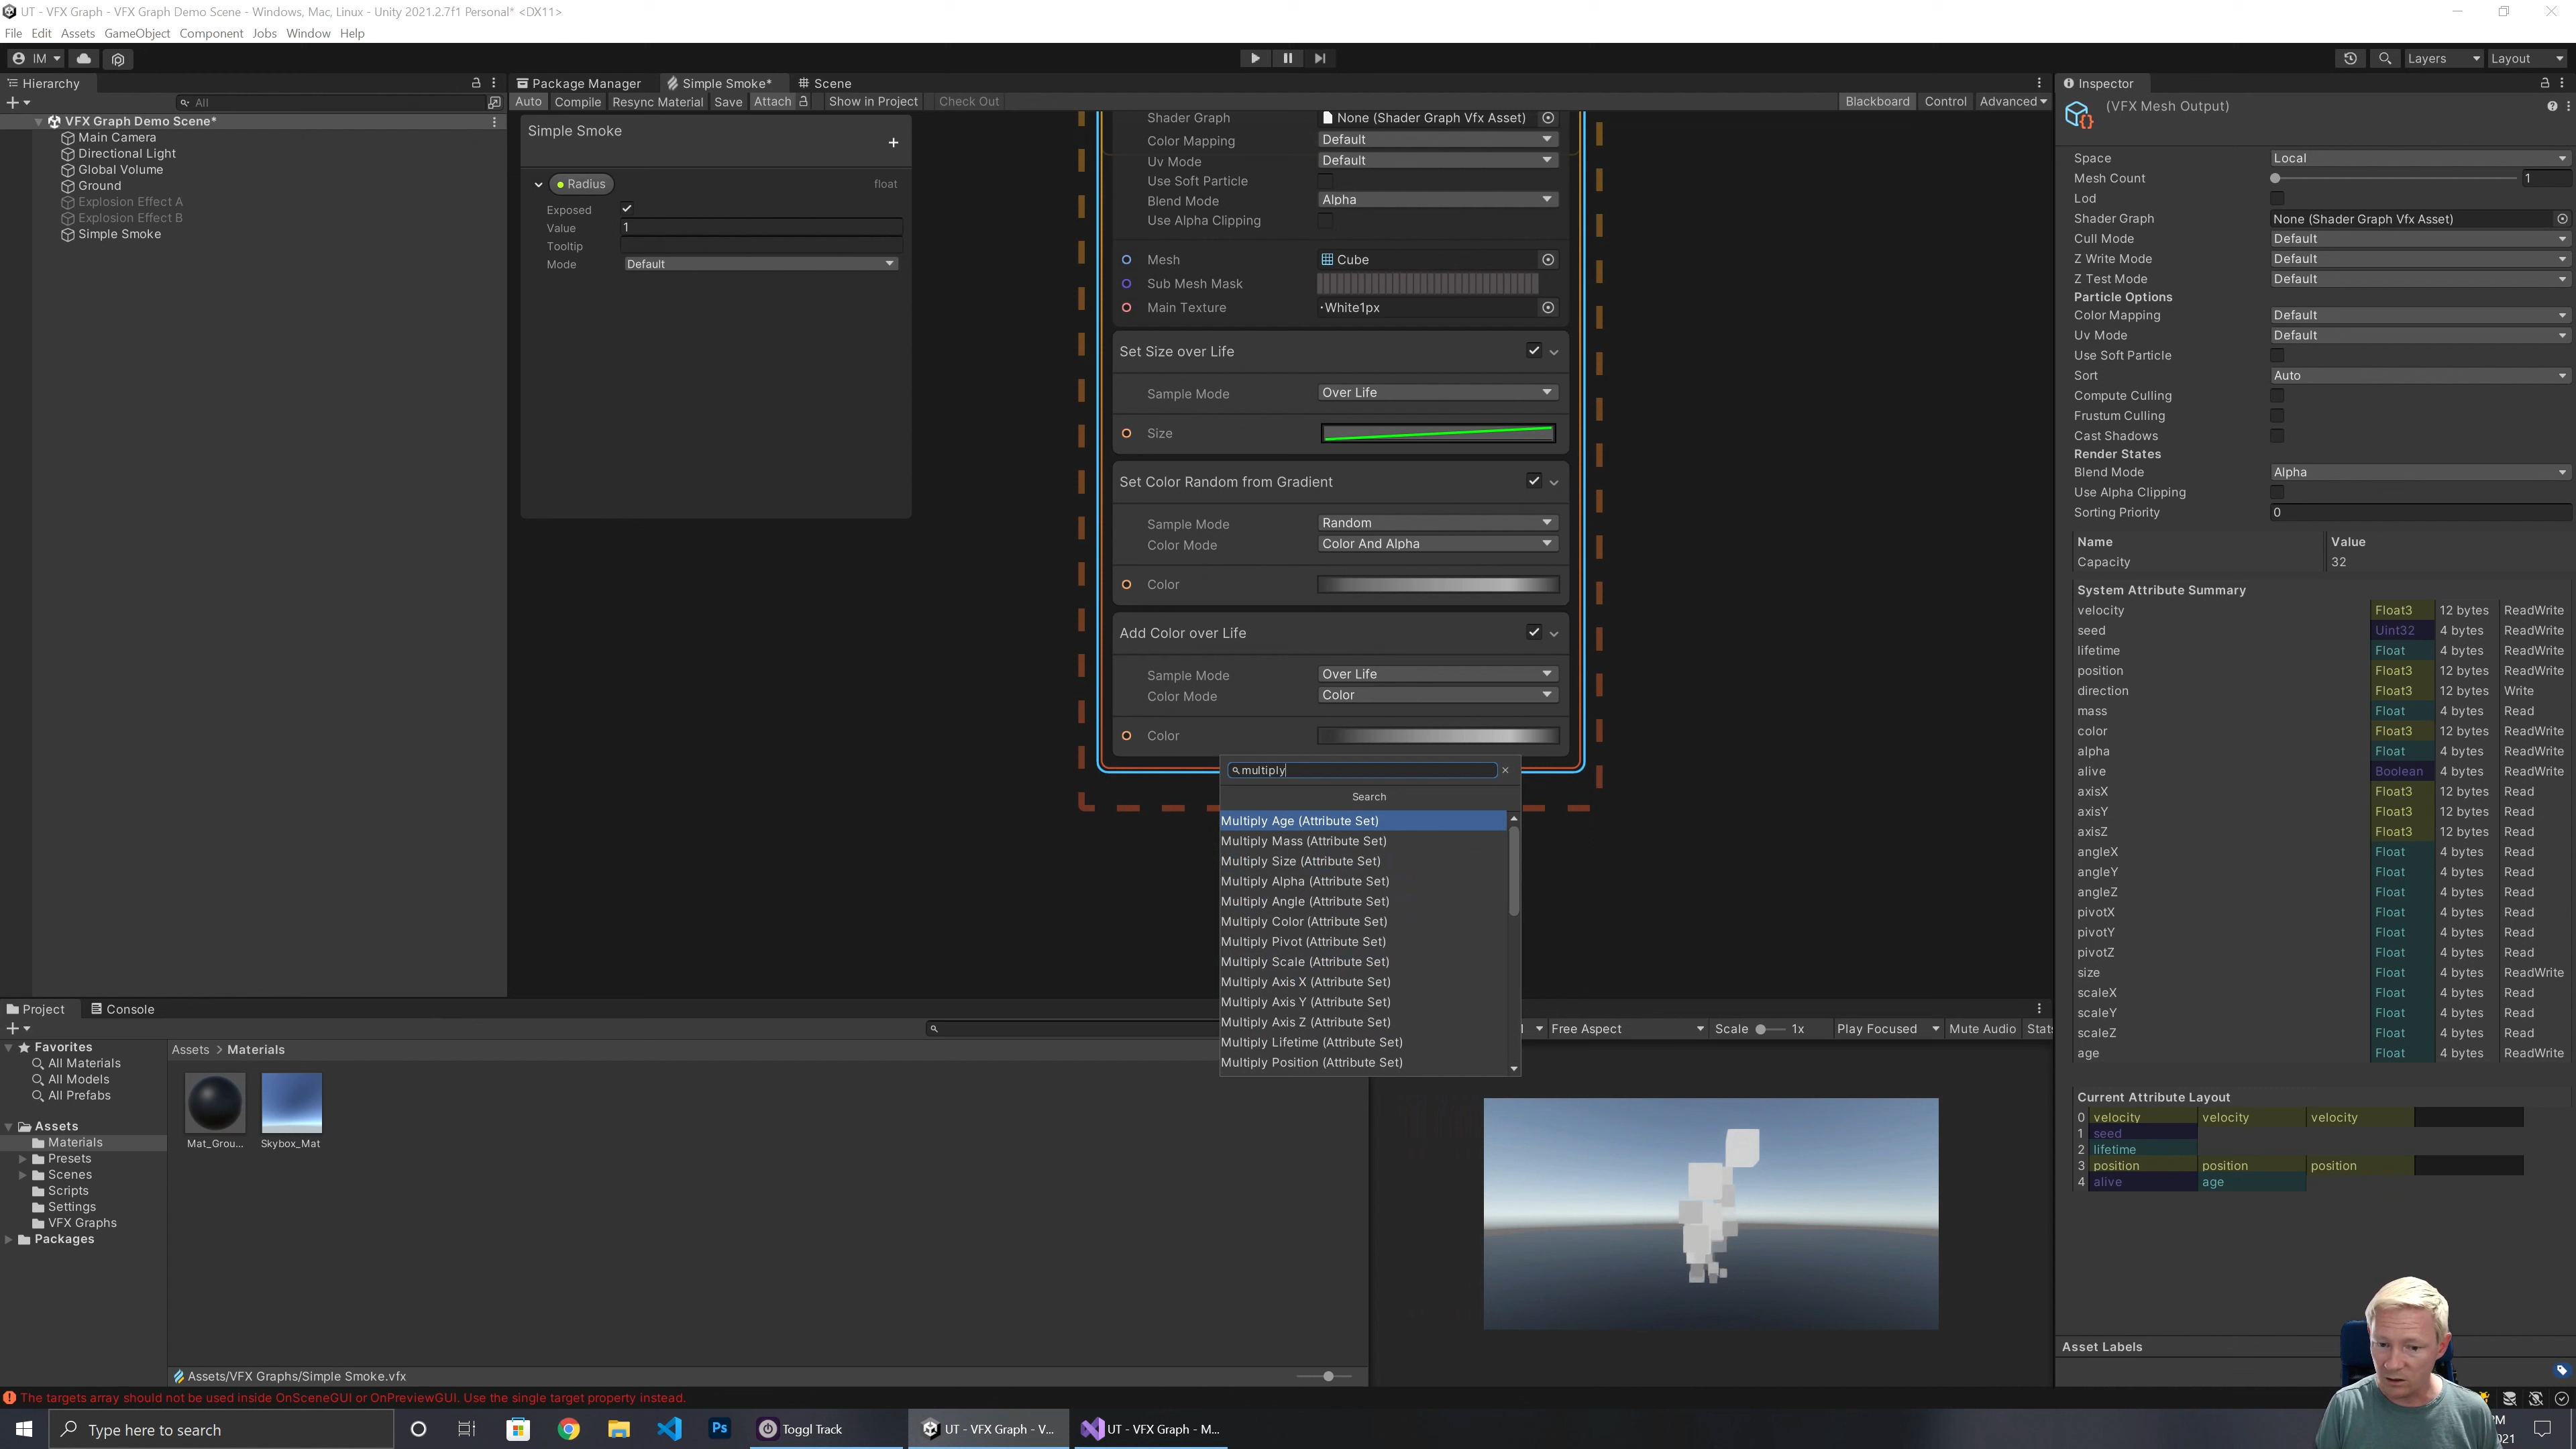 UT - VFX Graph - VFX Graph Demo Scene - Windows, Mac, Linux - Unity 2021.2.7f1 Personal* <DX11>
File Edit Assets GameObject Component Jobs Window Help
IM
Layers Layout
Hierarchy
All
VFX Graph Demo Scene*
Main Camera
Directional Light
Global Volume
Ground
Explosion Effect A
Explosion Effect B
Simple Smoke
Package Manager Simple Smoke* Scene
Auto Compile Resync Material Save Attach Show in Project Check Out Blackboard Control Advanced
Simple Smoke
Radius float
Exposed
Value 1
Tooltip
Mode Default
Shader Graph None (Shader Graph Vfx Asset)
Color Mapping Default
Uv Mode Default
Use Soft Particle
Blend Mode Alpha
Use Alpha Clipping
Mesh Cube
Sub Mesh Mask
Main Texture White1px
Set Size over Life
Sample Mode Over Life
Size
Set Color Random from Gradient
Sample Mode Random
Color Mode Color And Alpha
Color
Add Color over Life
Sample Mode Over Life
Color Mode Color
Color
multiply
Search
Multiply Age (Attribute Set)
Multiply Mass (Attribute Set)
Multiply Size (Attribute Set)
Multiply Alpha (Attribute Set)
Multiply Angle (Attribute Set)
Multiply Color (Attribute Set)
Multiply Pivot (Attribute Set)
Multiply Scale (Attribute Set)
Multiply Axis X (Attribute Set)
Multiply Axis Y (Attribute Set)
Multiply Axis Z (Attribute Set)
Multiply Lifetime (Attribute Set)
Multiply Position (Attribute Set)
Inspector
(VFX Mesh Output)
Space Local
Mesh Count 1
Lod
Shader Graph None (Shader Graph Vfx Asset)
Cull Mode Default
Z Write Mode Default
Z Test Mode Default
Particle Options
Color Mapping Default
Uv Mode Default
Use Soft Particle
Sort Auto
Compute Culling
Frustum Culling
Cast Shadows
Render States
Blend Mode Alpha
Use Alpha Clipping
Sorting Priority 0
Name Value
Capacity 32
System Attribute Summary
velocity Float3 12 bytes ReadWrite
seed Uint32 4 bytes ReadWrite
lifetime Float 4 bytes ReadWrite
position Float3 12 bytes ReadWrite
direction Float3 12 bytes Write
mass Float 4 bytes Read
color Float3 12 bytes ReadWrite
alpha Float 4 bytes ReadWrite
alive Boolean 4 bytes ReadWrite
axisX Float3 12 bytes Read
axisY Float3 12 bytes Read
axisZ Float3 12 bytes Read
angleX Float 4 bytes Read
angleY Float 4 bytes Read
angleZ Float 4 bytes Read
pivotX Float 4 bytes Read
pivotY Float 4 bytes Read
pivotZ Float 4 bytes Read
size Float 4 bytes ReadWrite
scaleX Float 4 bytes Read
scaleY Float 4 bytes Read
scaleZ Float 4 bytes Read
age Float 4 bytes ReadWrite
Current Attribute Layout
0 velocity velocity velocity
1 seed
2 lifetime
3 position position position
4 alive age
Asset Labels
Project Console
Favorites
All Materials
All Models
All Prefabs
Assets
Materials
Presets
Scenes
Scripts
Settings
VFX Graphs
Packages
Assets > Materials
Mat_Grou... Skybox_Mat
Assets/VFX Graphs/Simple Smoke.vfx
Free Aspect Scale 1x Play Focused Mute Audio Stats
The targets array should not be used inside OnSceneGUI or OnPreviewGUI. Use the single target property instead.
Type here to search
Ps
Toggl Track
UT - VFX Graph - V...
UT - VFX Graph - M...
PM
021